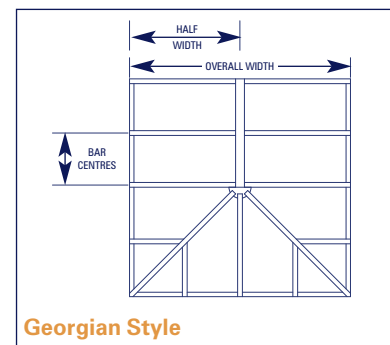 HALF
WIDTH
OVERALL WIDTH
BAR
CENTRES
Georgian Style